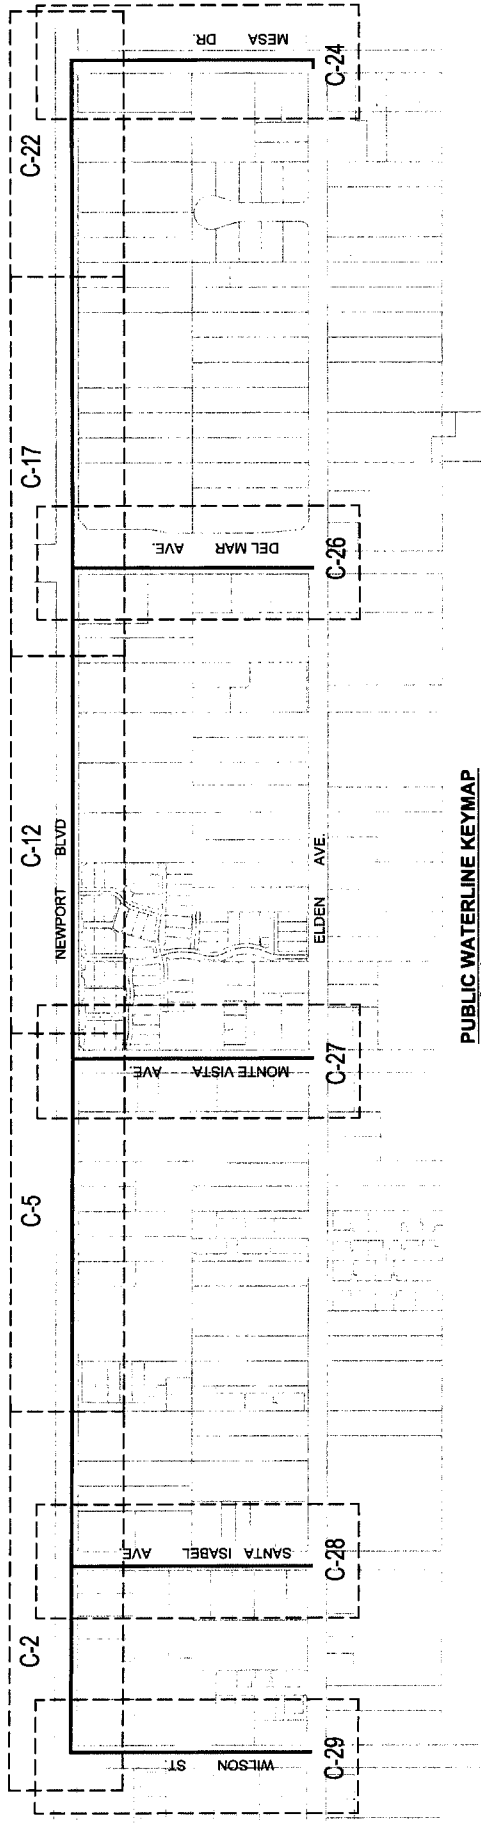 MESA DR.
C-24
C-22
C-17
DEL MAR AVE.
C-26
C-12
NEWPORT BLVD
ELDEN AVE.
PUBLIC WATERLINE KEYMAP
MONTE VISTA AVE
C-27
C-5
SANTA ISABEL AVE
C-28
C-2
WILSON ST.
C-29